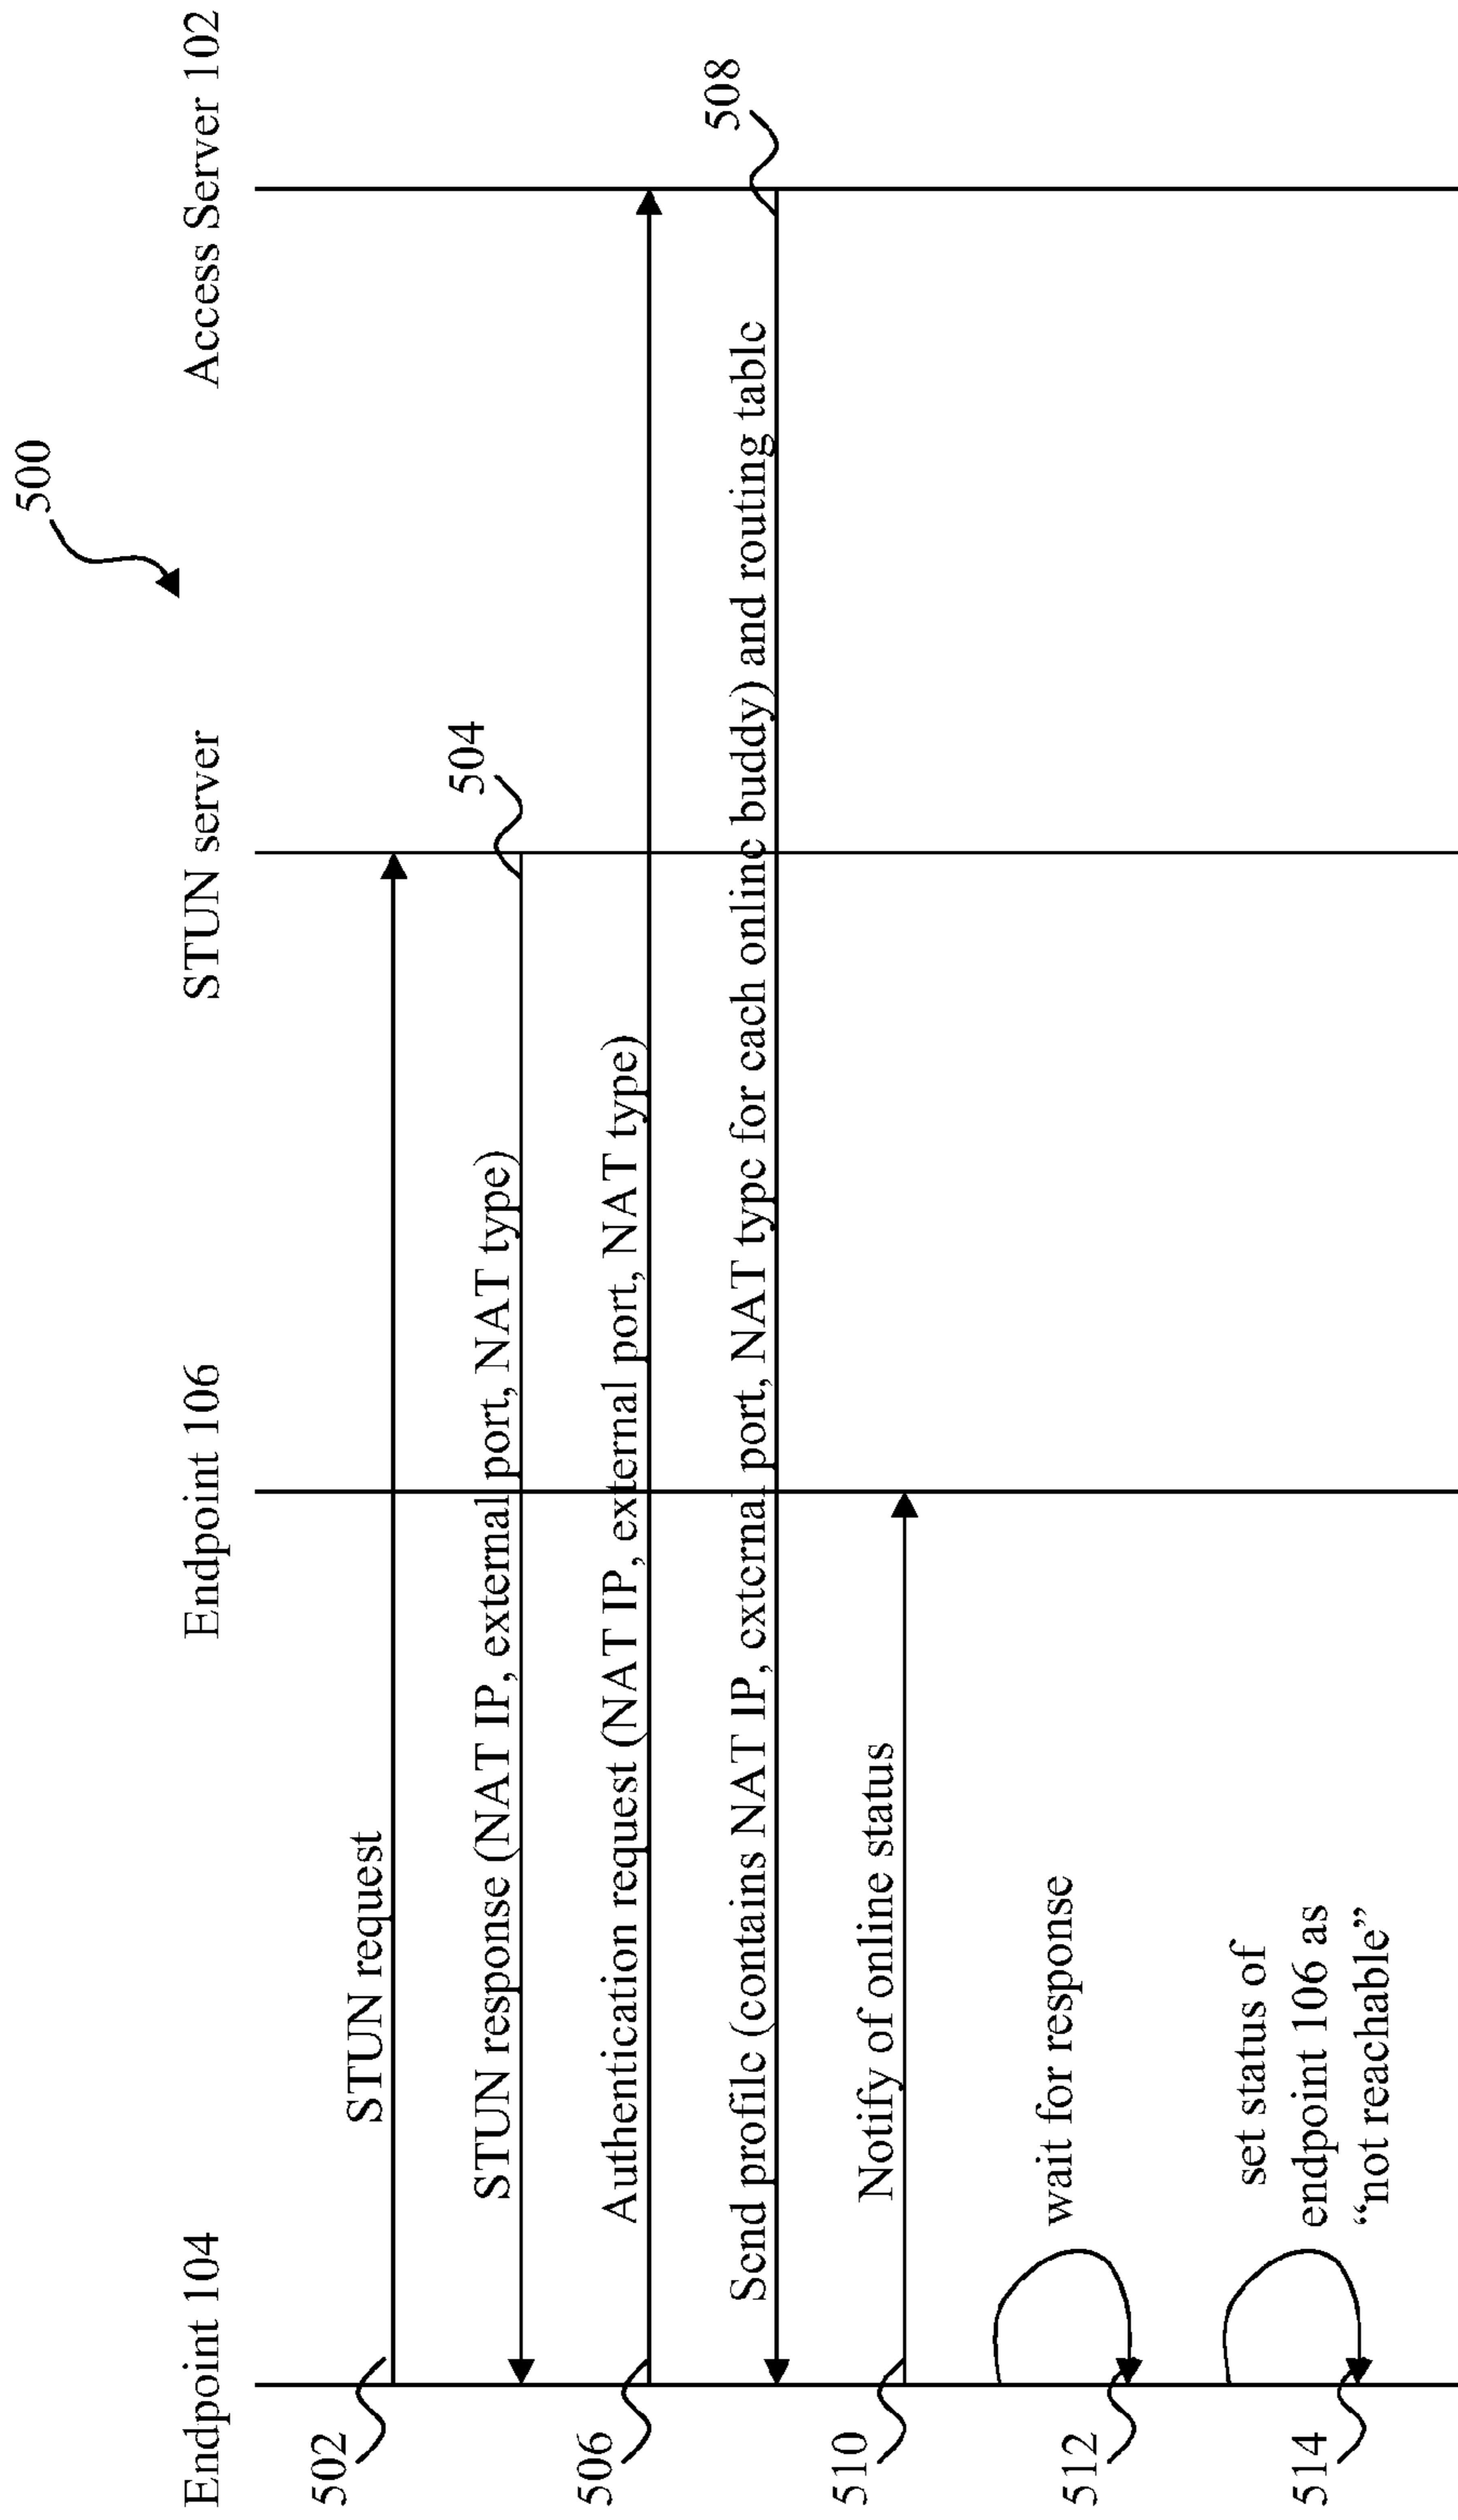 500
Endpoint 104
Endpoint 106
STUN server
Access Server 102
502
STUN request
504
STUN response (NAT IP, external port, NAT type)
506
Authentication request (NAT IP, external port, NAT type)
508
Send profile (contains NAT IP, external port, NAT type for each online buddy) and routing table
510
Notify of online status
512
wait for response
514
set status of
endpoint 106 as
“not reachable”